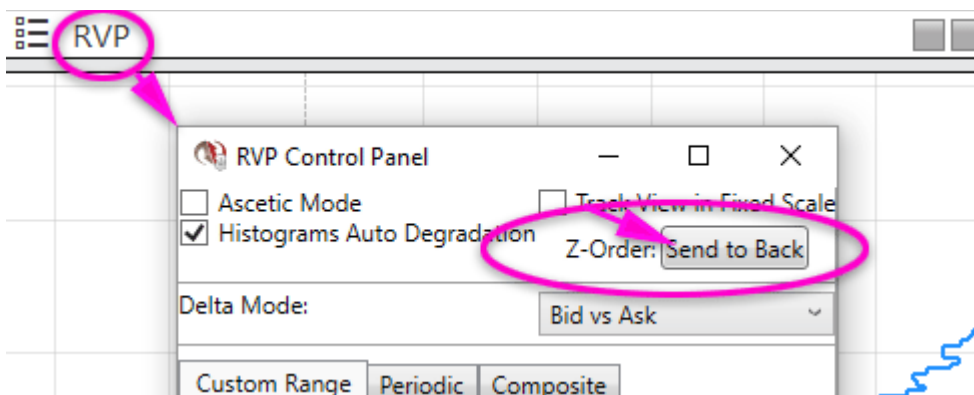 RVP
RVP Control Panel
Ascetic Mode
Track View in Fixed Scale
Histograms Auto Degradation
Z-Order: Send to Back
Delta Mode:
Bid vs Ask
Custom Range Periodic Composite